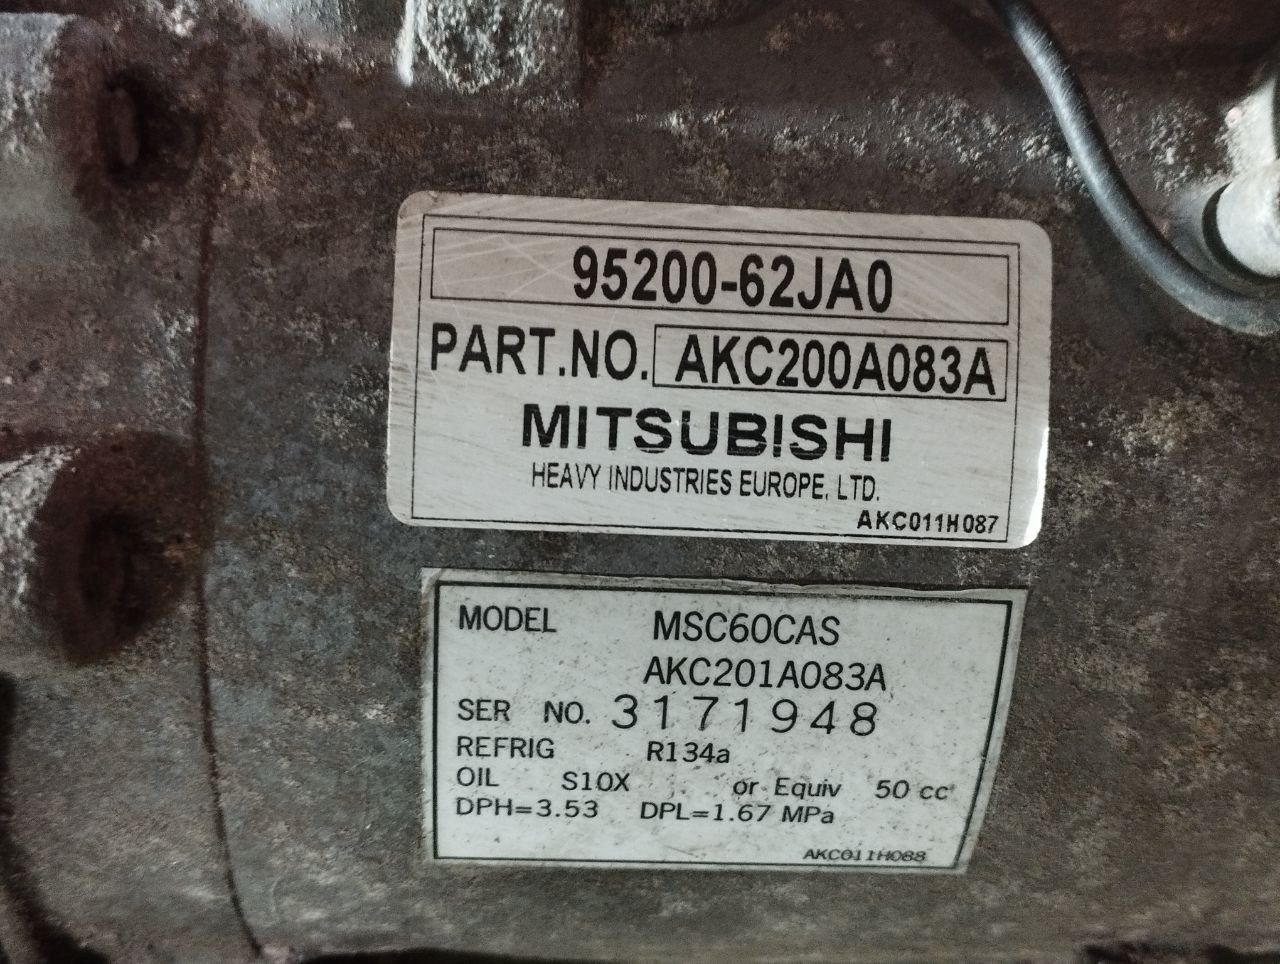 95200-62JA0
PART.NO. AKC200A083A
MITSUBISHI
HEAVY INDUSTRIES EUROPE, LTD.
AKC011H087
MODEL MSC60CAS
AKC201A083A
SER NO. 3171948
REFRIG R134a
OIL S10X or Equiv 50 cc
DPH=3.53 DPL=1.67 MPa
AKC011H088